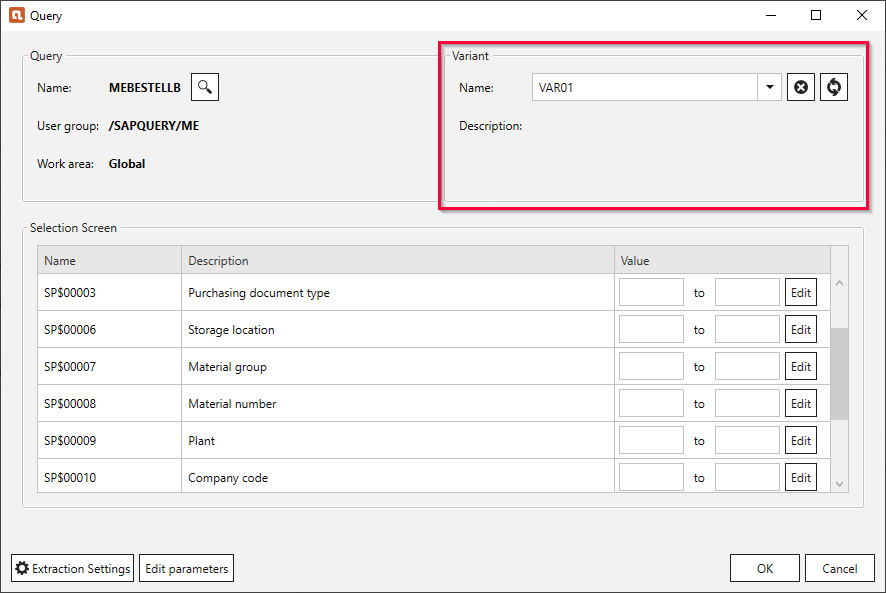 Query
Query
Name: MEBESTELLB
User group: /SAPQUERY/ME
Work area: Global
Variant
Name: VAR01
Description:
Selection Screen
Name Description Value
SP$00003 Purchasing document type to Edit
SP$00006 Storage location to Edit
SP$00007 Material group to Edit
SP$00008 Material number to Edit
SP$00009 Plant to Edit
SP$00010 Company code to Edit
Extraction Settings Edit parameters OK Cancel